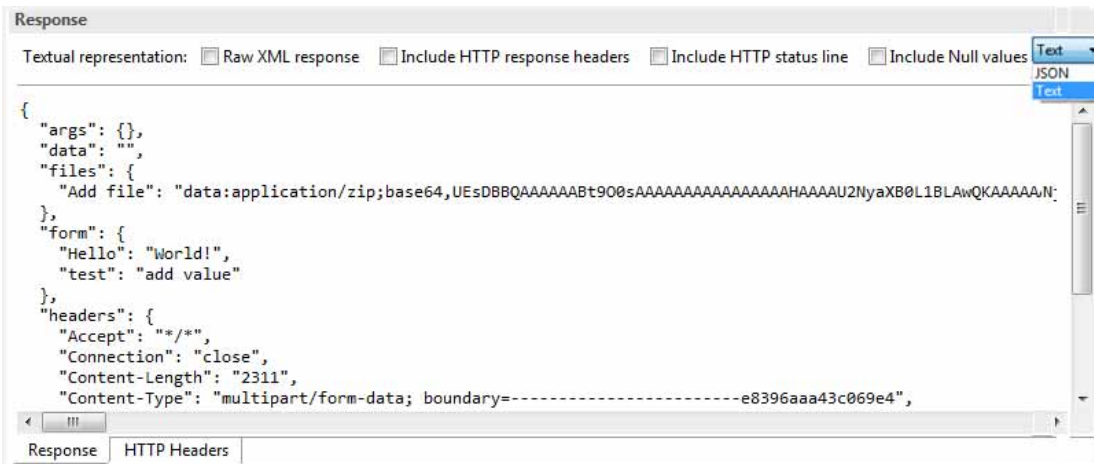 Response
Textual representation: Raw XML response Include HTTP response headers Include HTTP status line Include Null values Text
JSON
Text
{
"args": {},
"data": "",
"files": {
"Add file": "data:application/zip;base64,UEsDBBQAAAAAABt9O0sAAAAAAAAAAAAAAAAHAAAAU2NyaXB0L1BLAwQKAAAAA
},
"form": {
"Hello": "World!",
"test": "add value"
},
"headers": {
"Accept": "*/*",
"Connection": "close",
"Content-Length": "2311",
"Content-Type": "multipart/form-data; boundary=------------------------e8396aaa43c069e4",
Response HTTP Headers